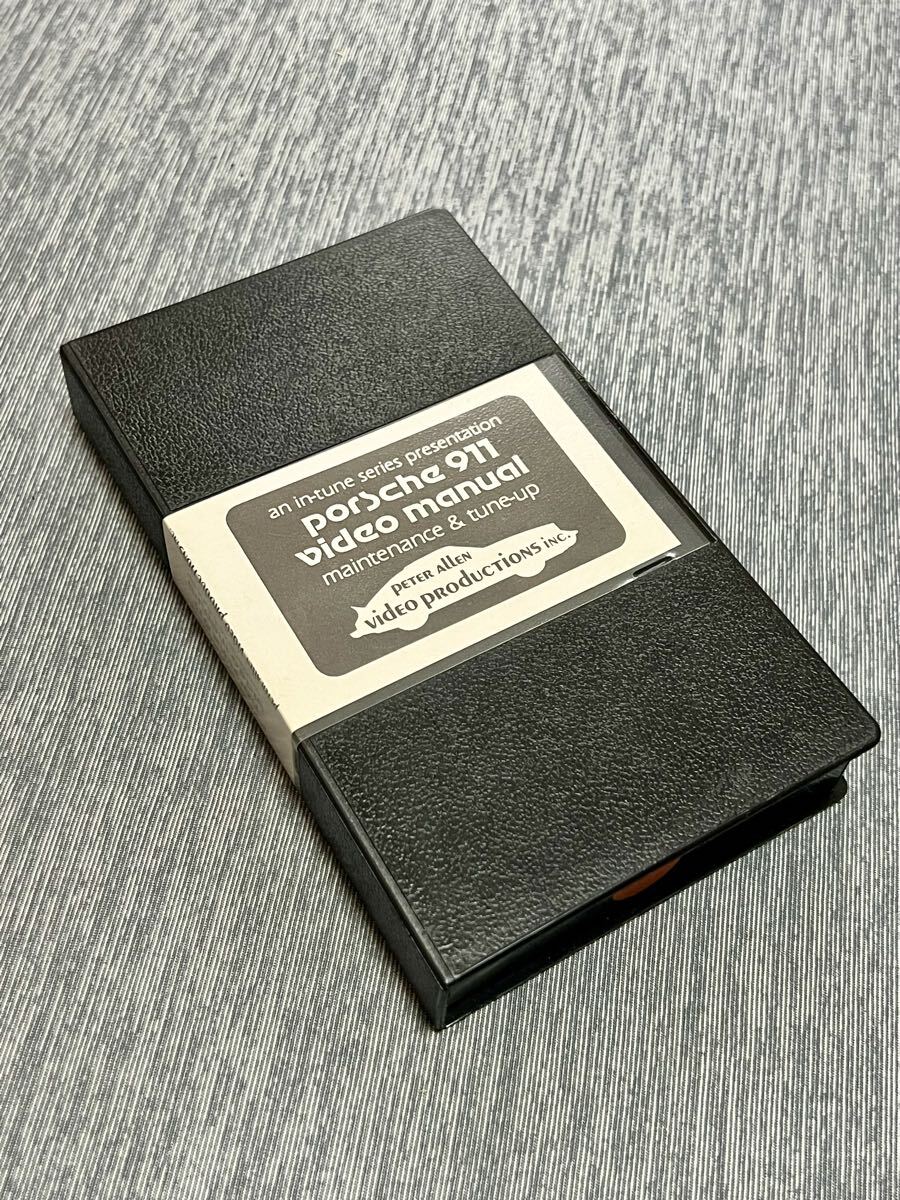 an in-tune series presentation
porsche 911
video manual
maintenance & tune-up
PETER AllEN
vidEO pROducTiONS iNC.